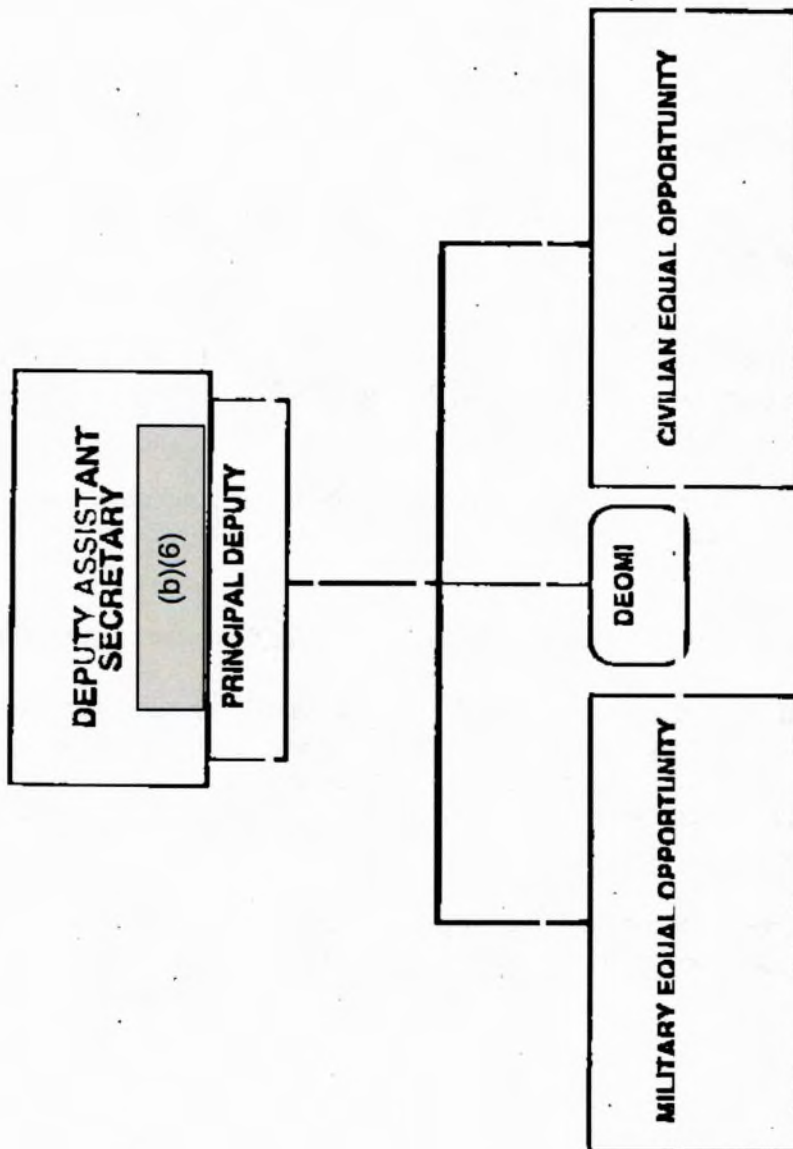 DEPUTY ASSISTANT
SECRETARY
(b)(6)
PRINCIPAL DEPUTY
MILITARY EQUAL OPPORTUNITY
DEOMI
CIVILIAN EQUAL OPPORTUNITY